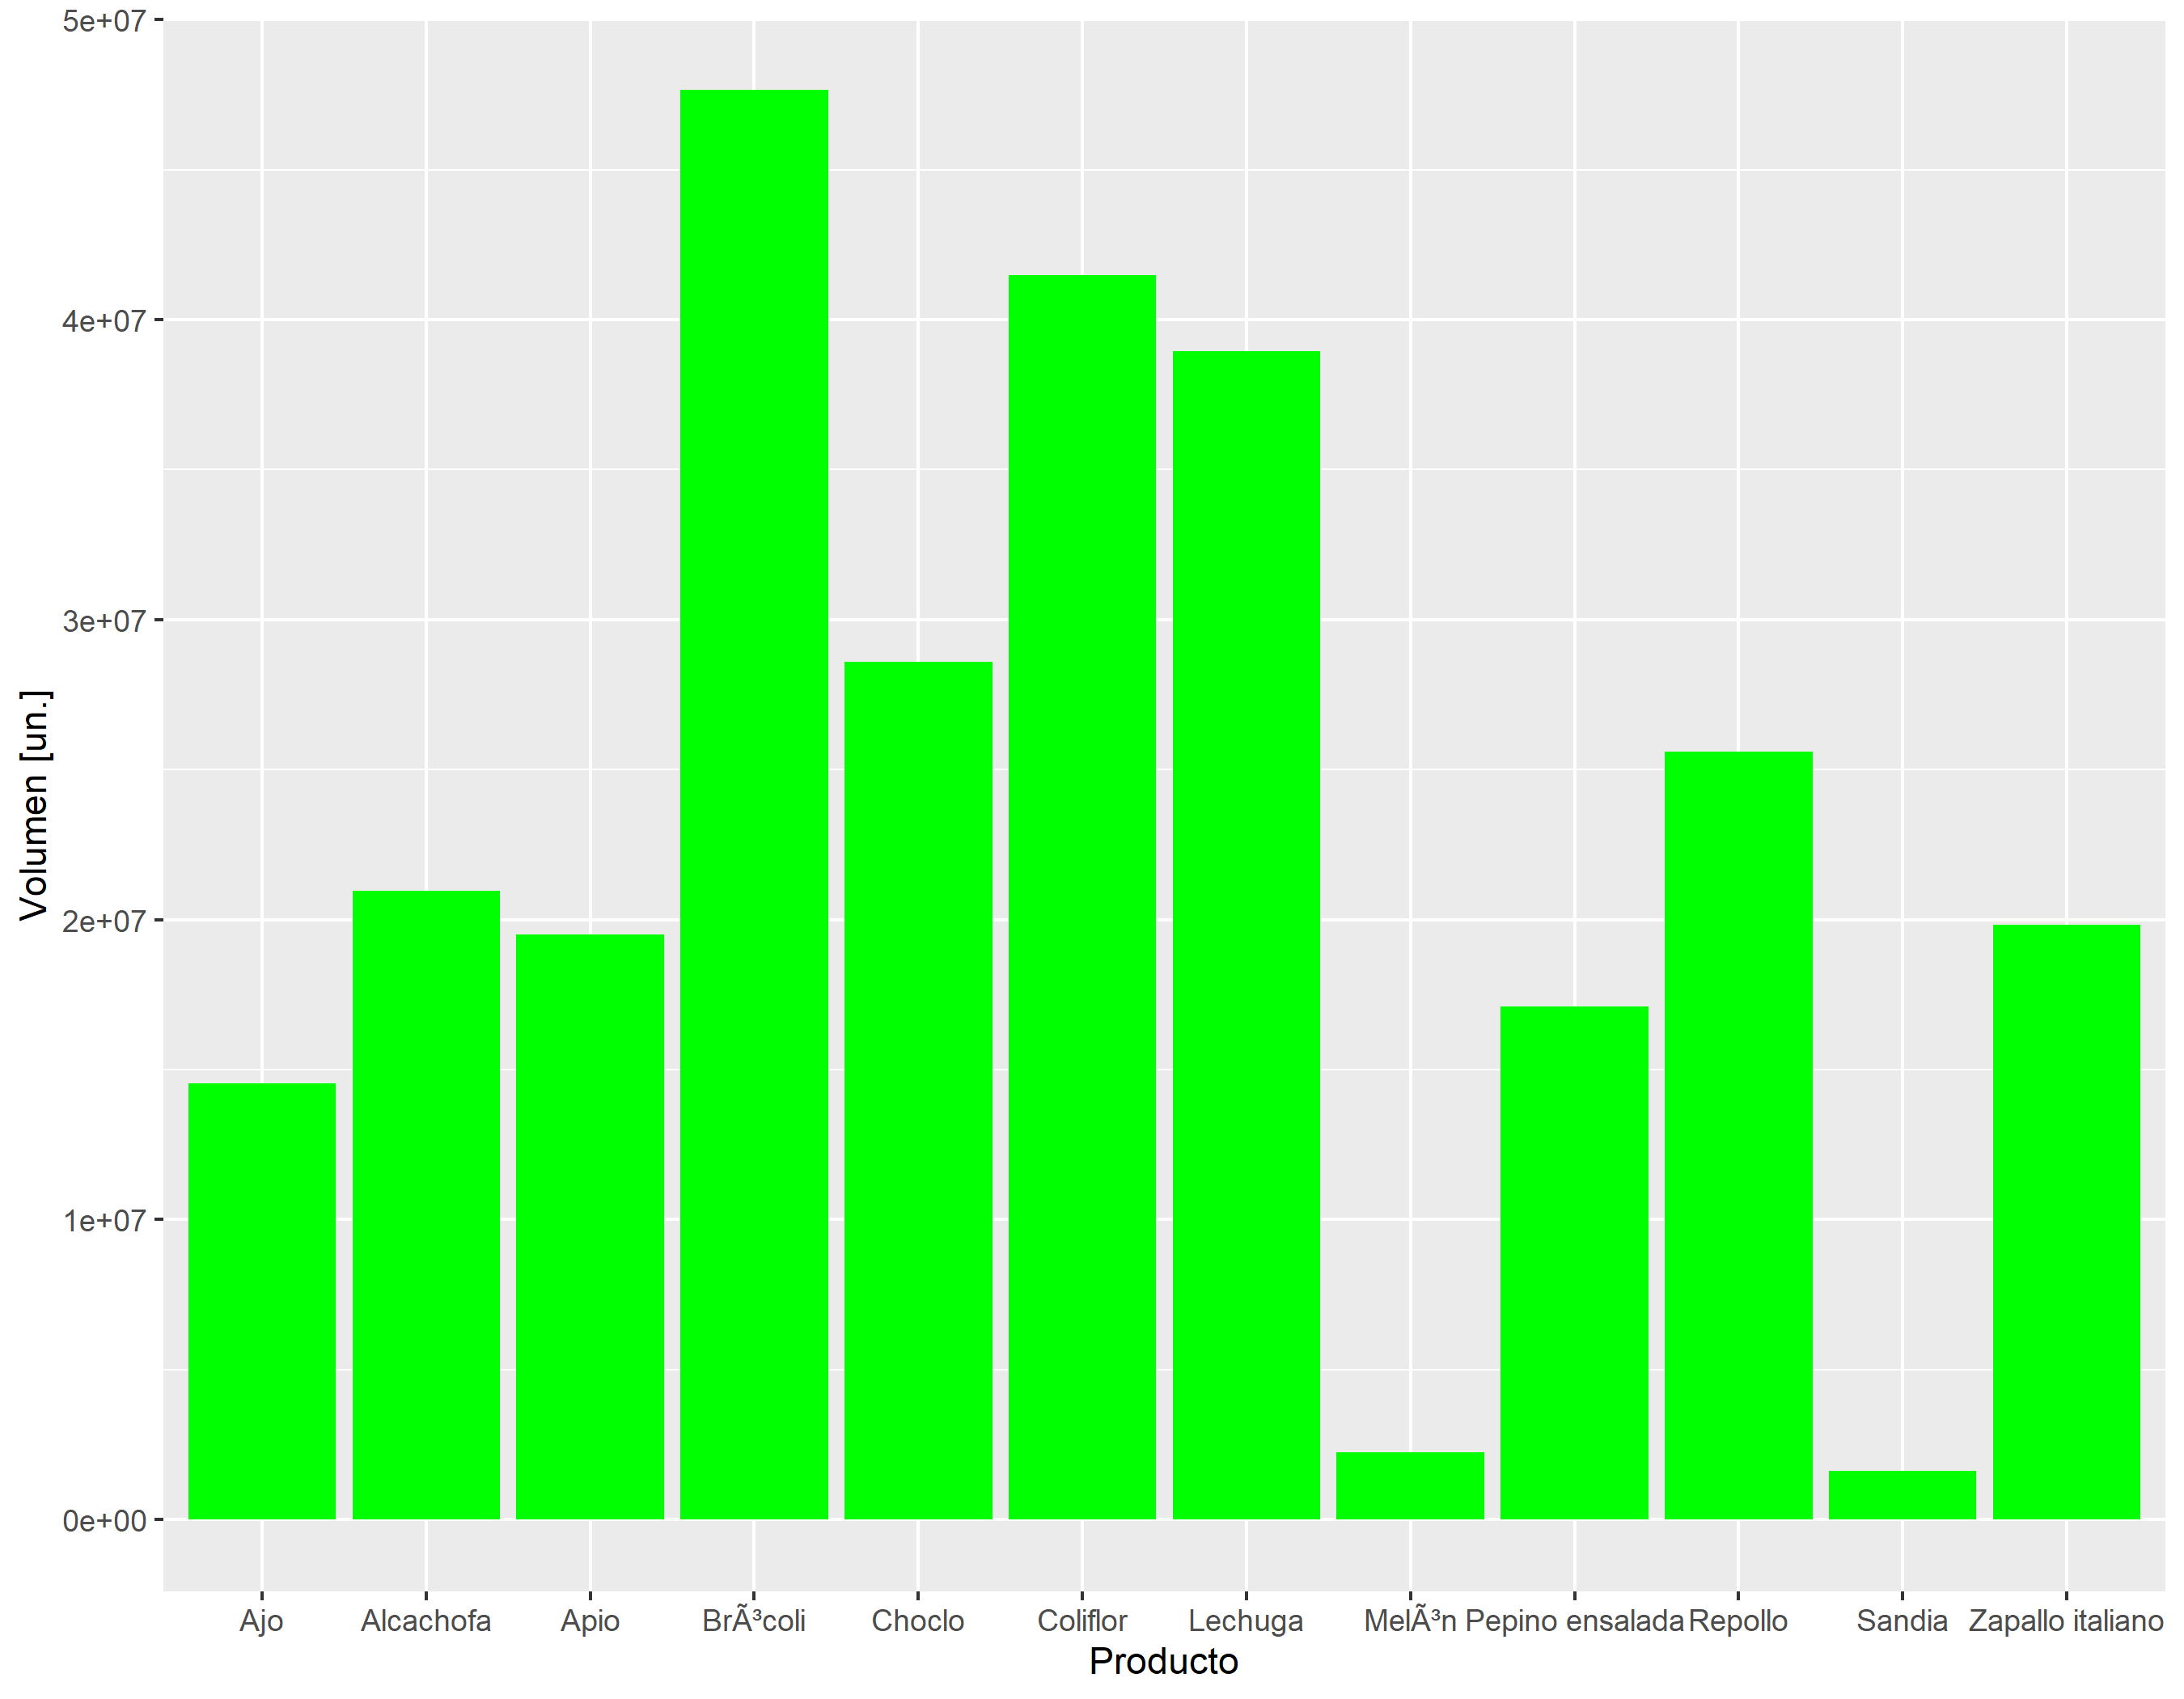 5e+07
4e+07
3e+07
2e+07
1e+07
0e+00
Volumen [un.]
Ajo Alcachofa Apio BrÃ³coli Choclo Coliflor Lechuga MelÃ³n Pepino ensalada Repollo Sandia Zapallo italiano
Producto